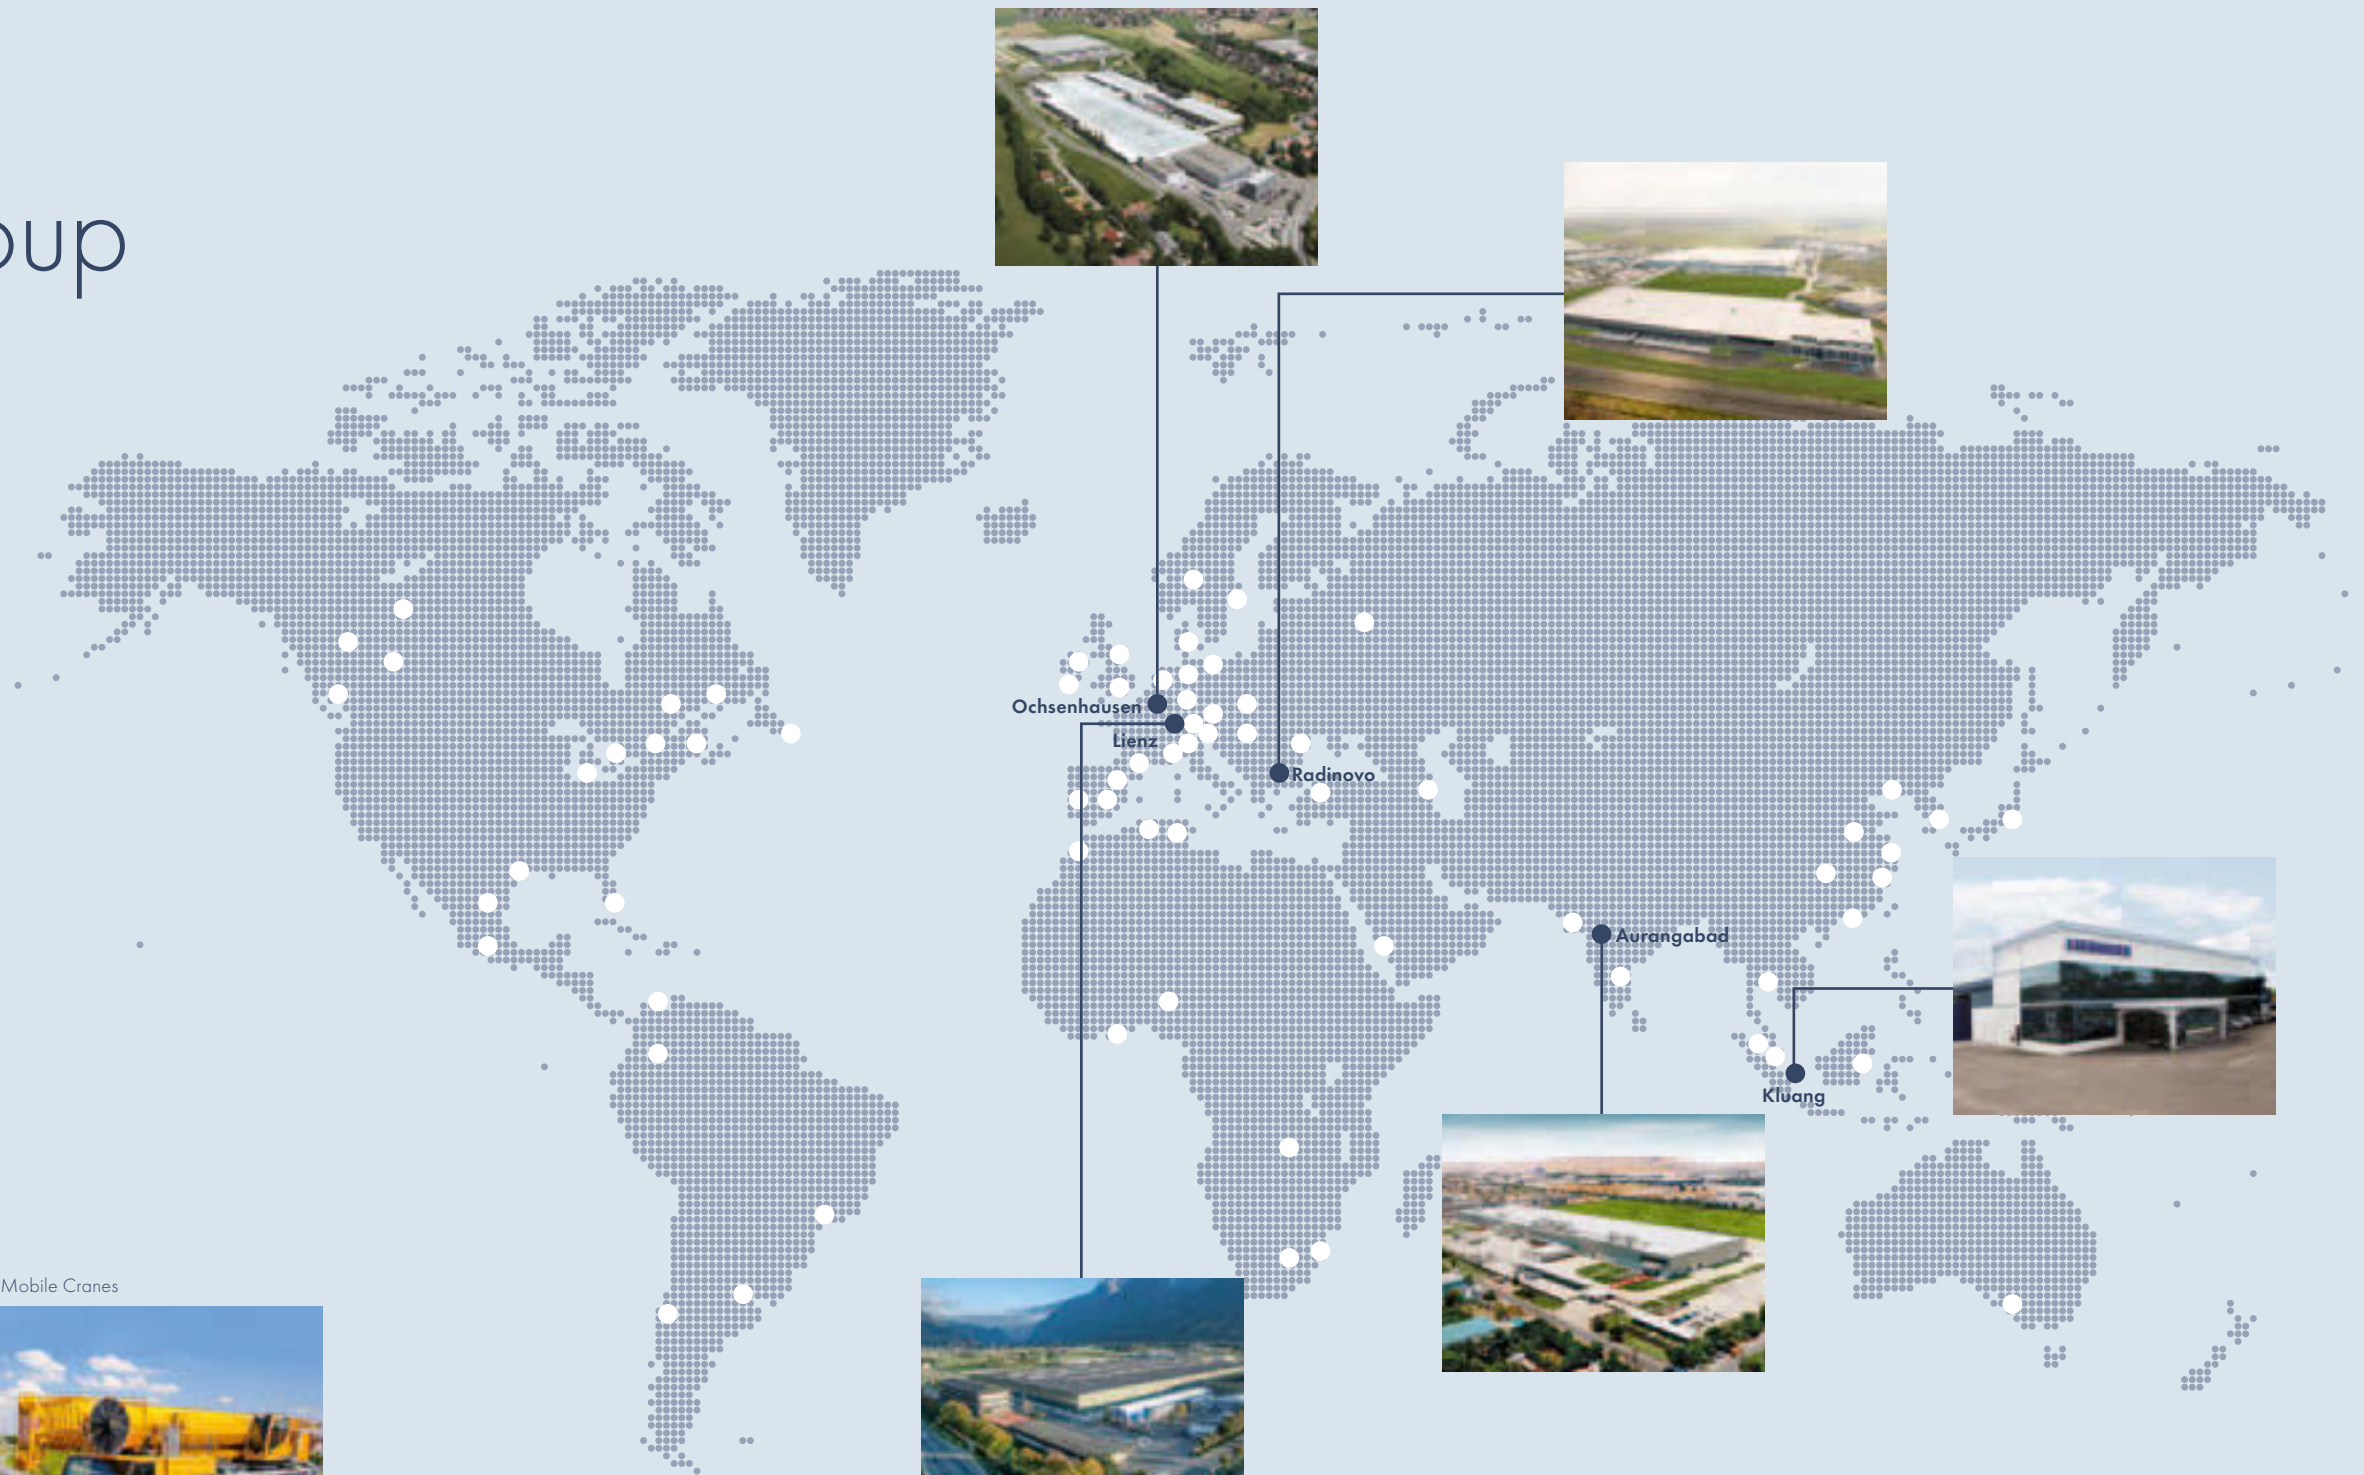 oup
Ochsenhausen
Lienz
Radinovo
Aurangabad
Kluang
Mobile Cranes